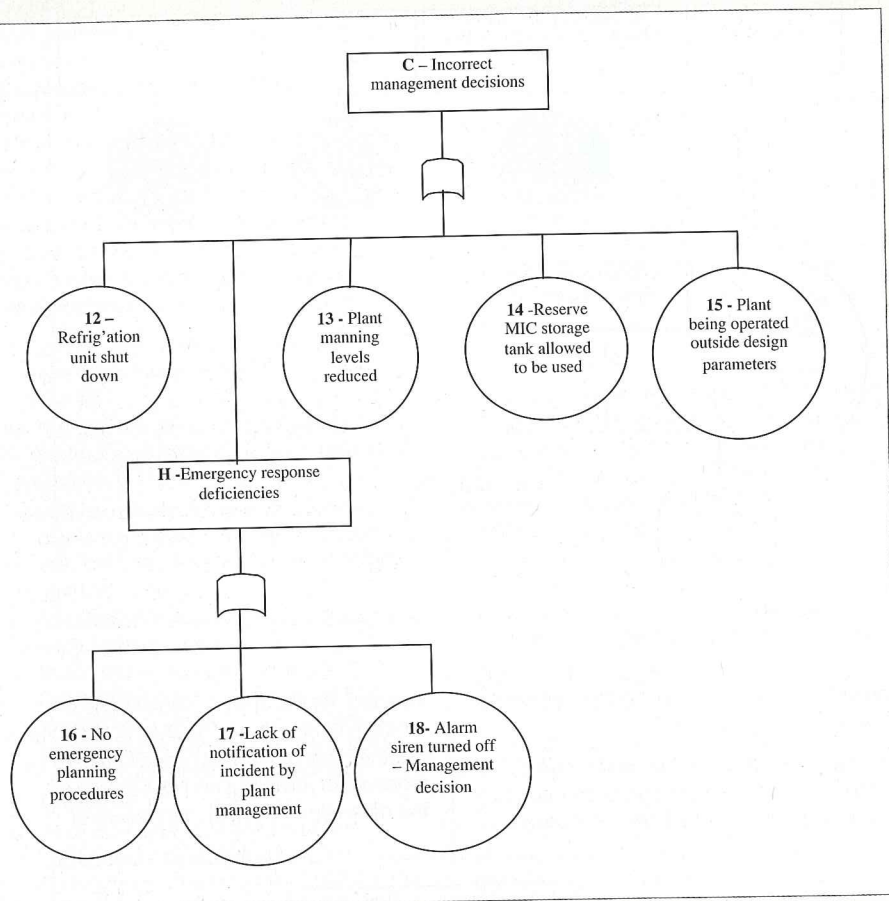 C – Incorrect
management decisions
12 –
Refrig’ation
unit shut
down
13 - Plant
manning
levels
reduced
14 -Reserve
MIC storage
tank allowed
to be used
15 - Plant
being operated
outside design
parameters
H -Emergency response
deficiencies
16 - No
emergency
planning
procedures
17 -Lack of
notification of
incident by
plant
management
18- Alarm
siren turned off
– Management
decision